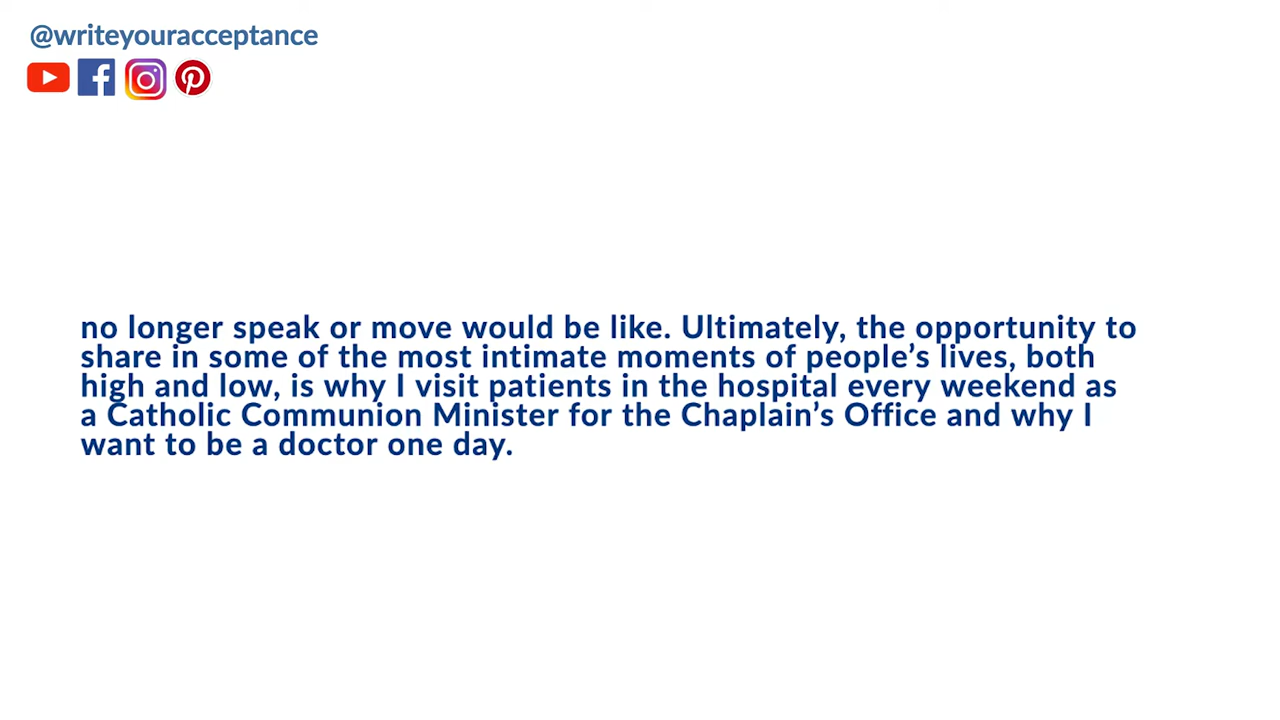 @writeyouracceptance
no longer speak or move would be like. Ultimately, the opportunity to
share in some of the most intimate moments of people’s lives, both
high and low, is why I visit patients in the hospital every weekend as
a Catholic Communion Minister for the Chaplain’s Office and why I
want to be a doctor one day.